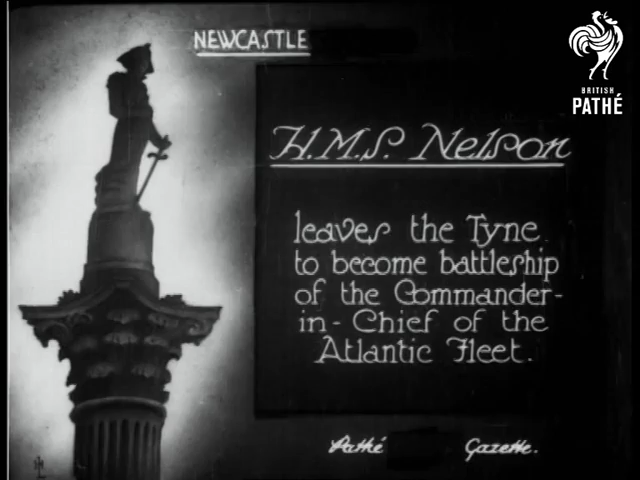 NEWCASTLE
BRITISH
PATHÉ
H.M.S. Nelson
leaves the Tyne
to become battleship
of the Commander-
in-Chief of the
Atlantic Fleet.
Pathé Gazette.